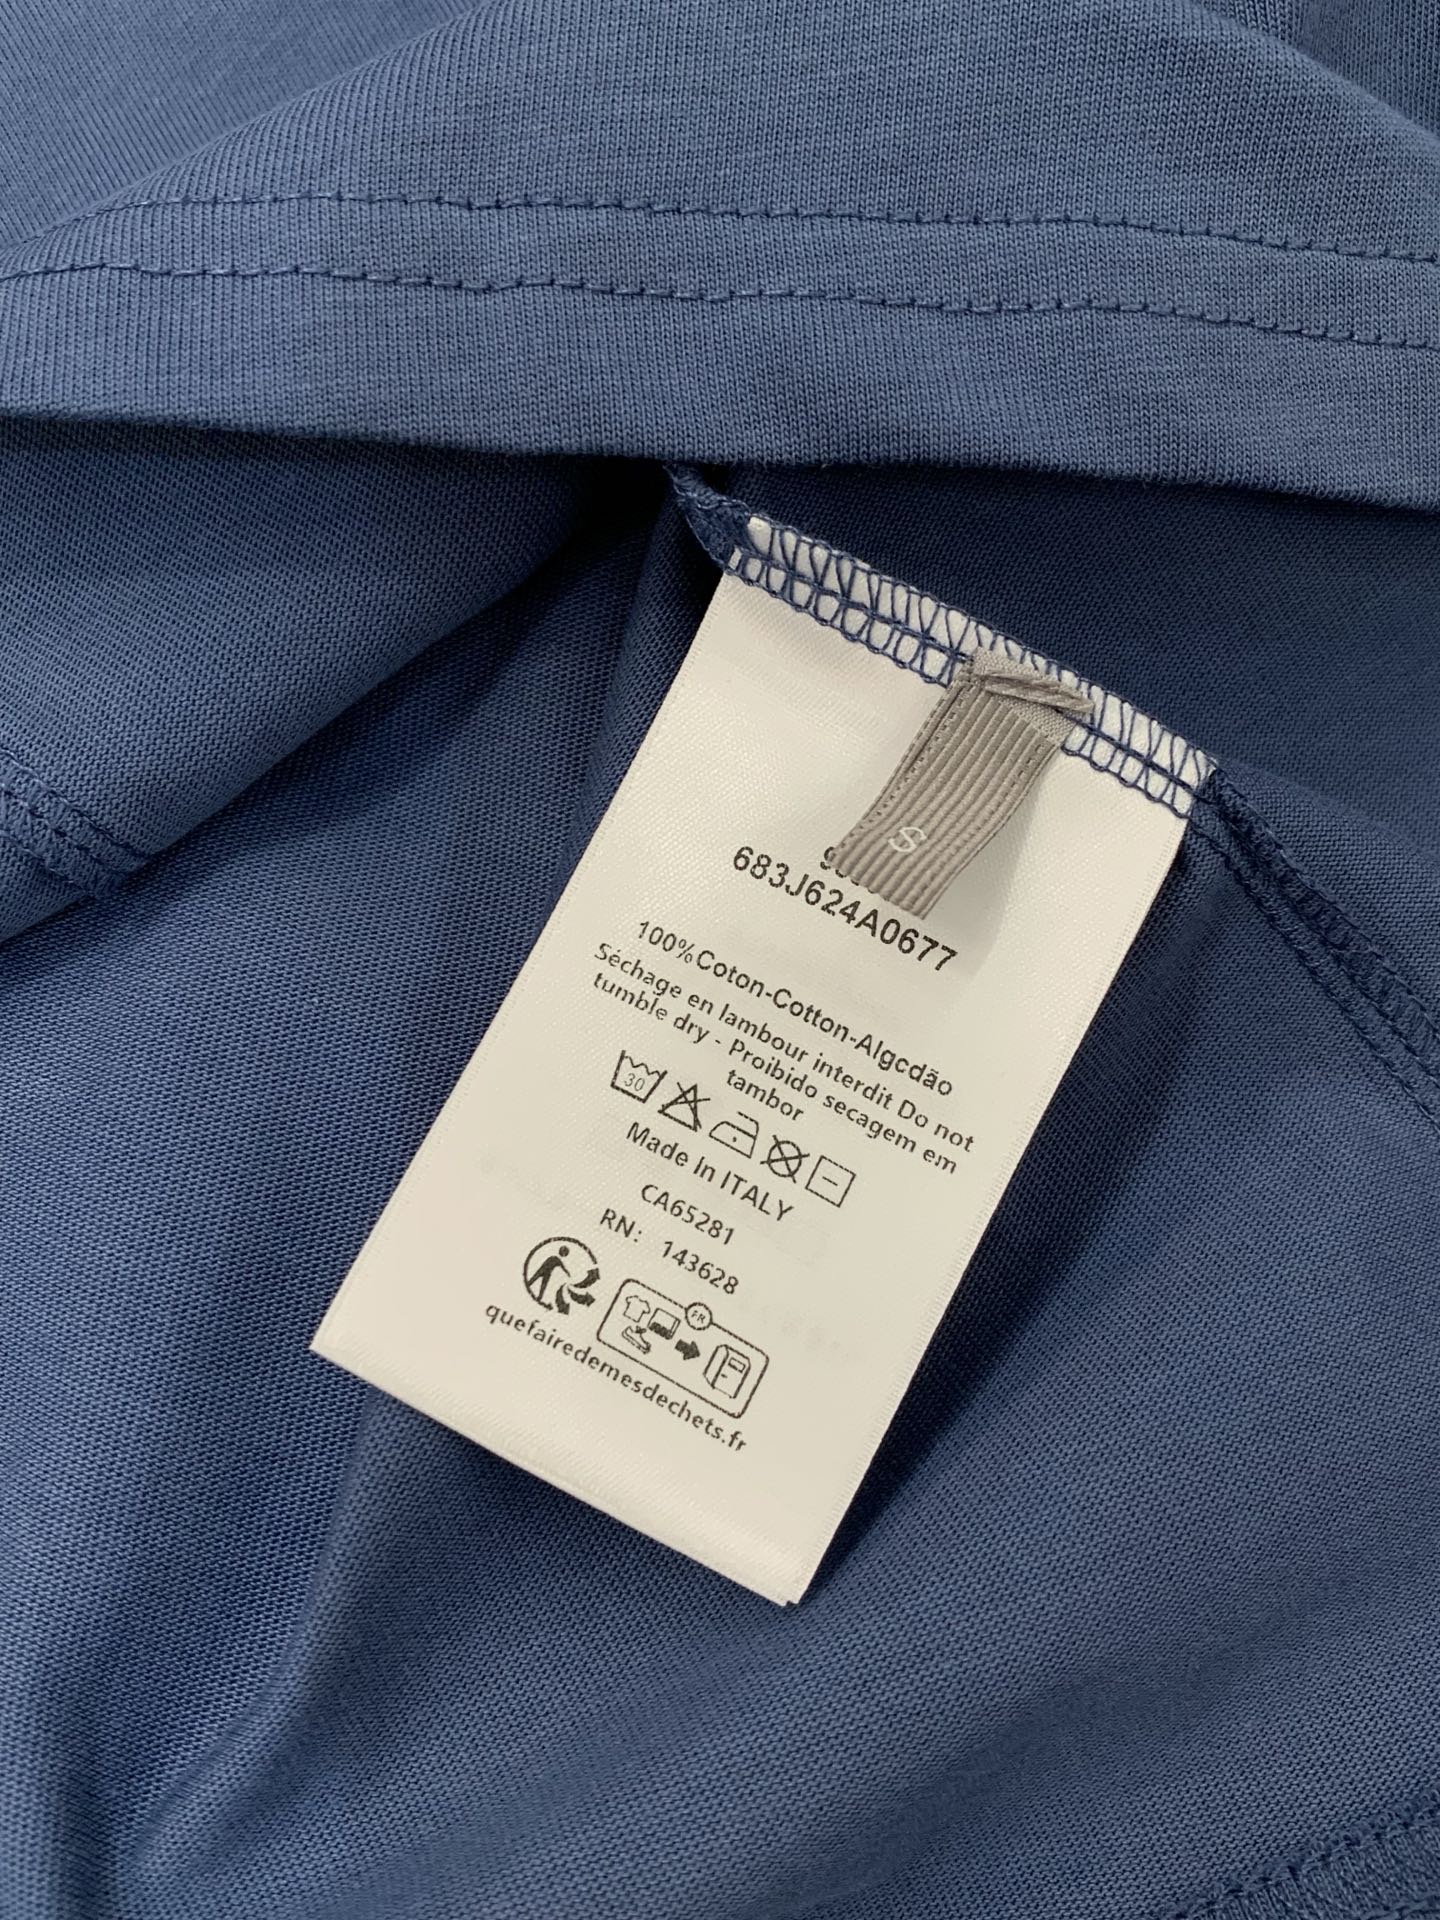 S
683J624A0677
100%Coton-Cotton-Algcdão
Séchage en lambour interdit Do not
tumble dry - Proibido secagem em
tambor
30
Made In ITALY
CA65281
RN: 143628
FR
quefairedemesdechets.fr